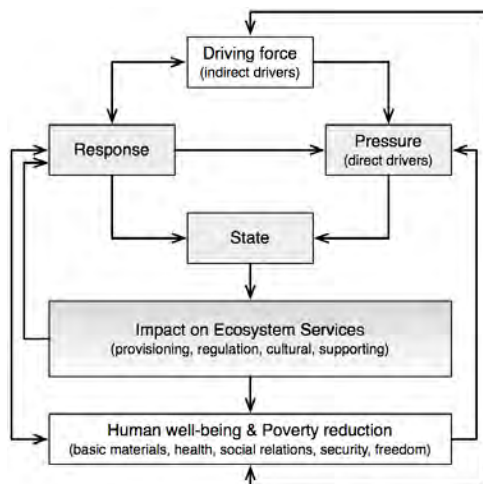 Driving force
(indirect drivers)
Response
Pressure
(direct drivers)
State
Impact on Ecosystem Services
(provisioning, regulation, cultural, supporting)
Human well-being & Poverty reduction
(basic materials, health, social relations, security, freedom)